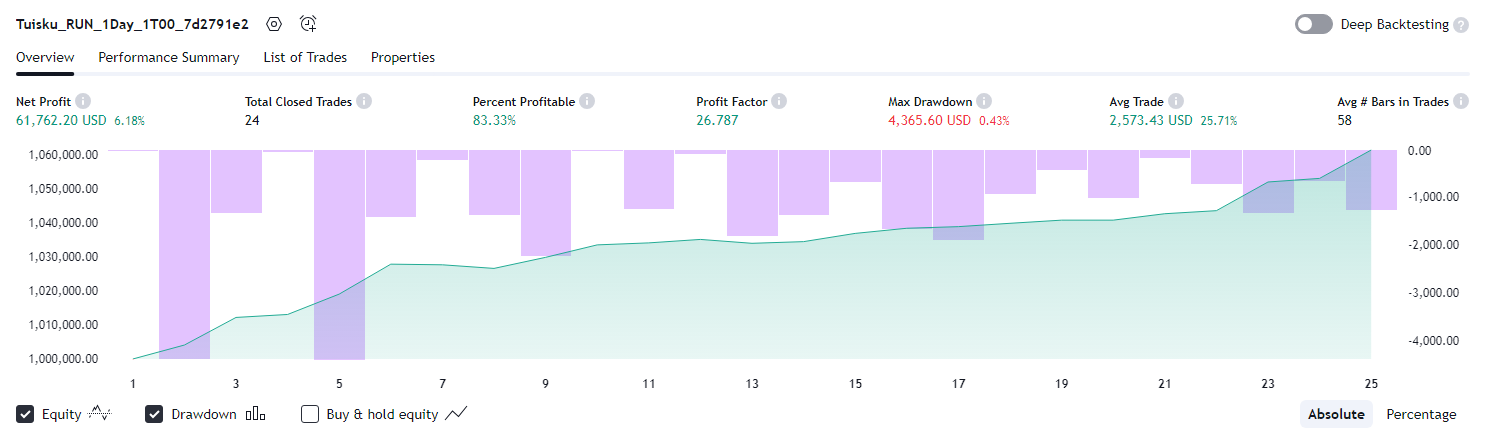 Tuisku_RUN_1Day_1T00_7d2791e2 Deep Backtesting ?
Overview Performance Summary List of Trades Properties
Net Profit i Total Closed Trades i Percent Profitable i Profit Factor i Max Drawdown i Avg Trade i Avg # Bars in Trades i
61,762.20 USD 6.18% 24 83.33% 26.787 4,365.60 USD 0.43% 2,573.43 USD 25.71% 58
1,060,000.00 0.00
1,050,000.00 -1,000.00
1,040,000.00 -2,000.00
1,030,000.00 -3,000.00
1,020,000.00 -4,000.00
1,010,000.00
1,000,000.00
1 3 5 7 9 11 13 15 17 19 21 23 25
Equity Drawdown Buy & hold equity Absolute Percentage